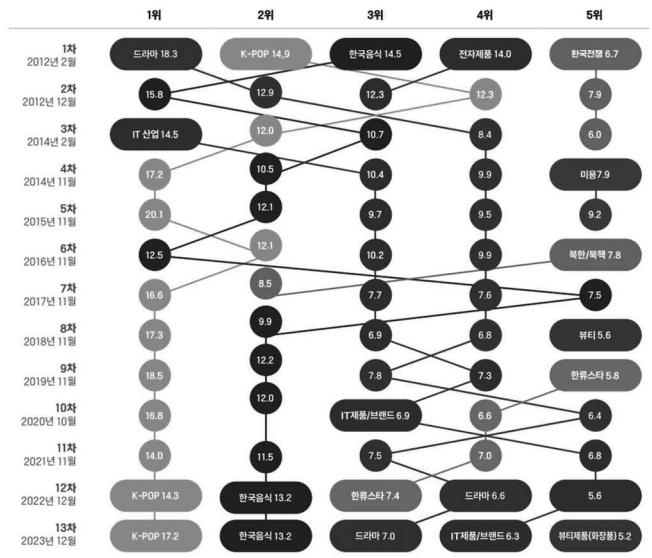 1위 2위 3위 4위 5위
1차 드라마 18.3 K-POP 14,9 한국음식 14.5 전자제품 14.0 한국전쟁 6.7
2012년 2월
2차 15.8 12.9 12.3 12.3 7.9
2012년 12월
3차 IT 산업 14.5 12.0 10.7 8.4 6.0
2014년 2월
4차 17.2 10.5 10.4 9.9 미용7.9
2014년 11월
5차 20.1 12.1 9.7 9.5 9.2
2015년 11월
6차 12.5 12.1 10.2 9.9 북한/북핵 7.8
2016년 11월
7차 16.6 8.5 7.7 7.6 7.5
2017년 11월
8차 17.3 9.9 6.9 6.8 뷰티 5.6
2018년 11월
9차 18.5 12.2 7.8 7.3 한류스타 5.8
2019년 11월
10차 16.8 12.0 IT제품/브랜드 6.9 6.6 6.4
2020년 10월
11차 14.0 11.5 7.5 7.0 6.8
2021년 11월
12차 K-POP 14.3 한국음식 13.2 한류스타 7.4 드라마 6.6 5.6
2022년 12월
13차 K-POP 17.2 한국음식 13.2 드라마 7.0 IT제품/브랜드 6.3 뷰티제품(화장품) 5.2
2023년 12월